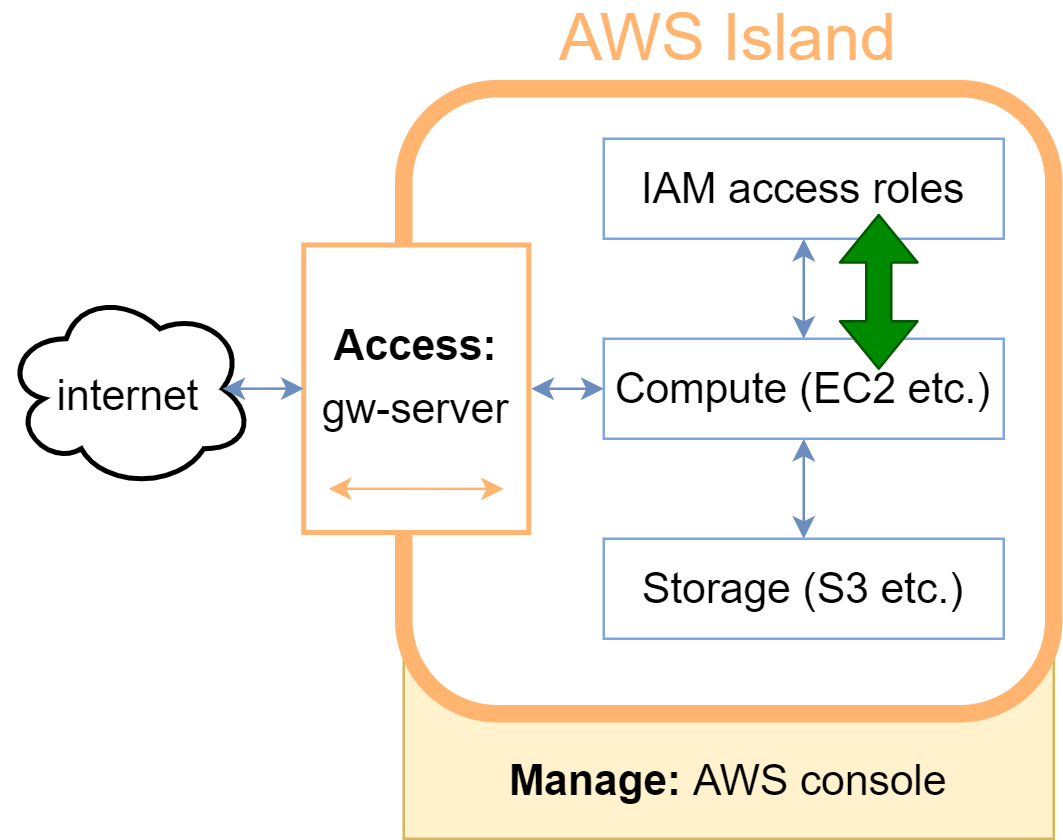 AWS Island
IAM access roles
Access:
gw-server
internet
Compute (EC2 etc.)
Storage (S3 etc.)
Manage: AWS console